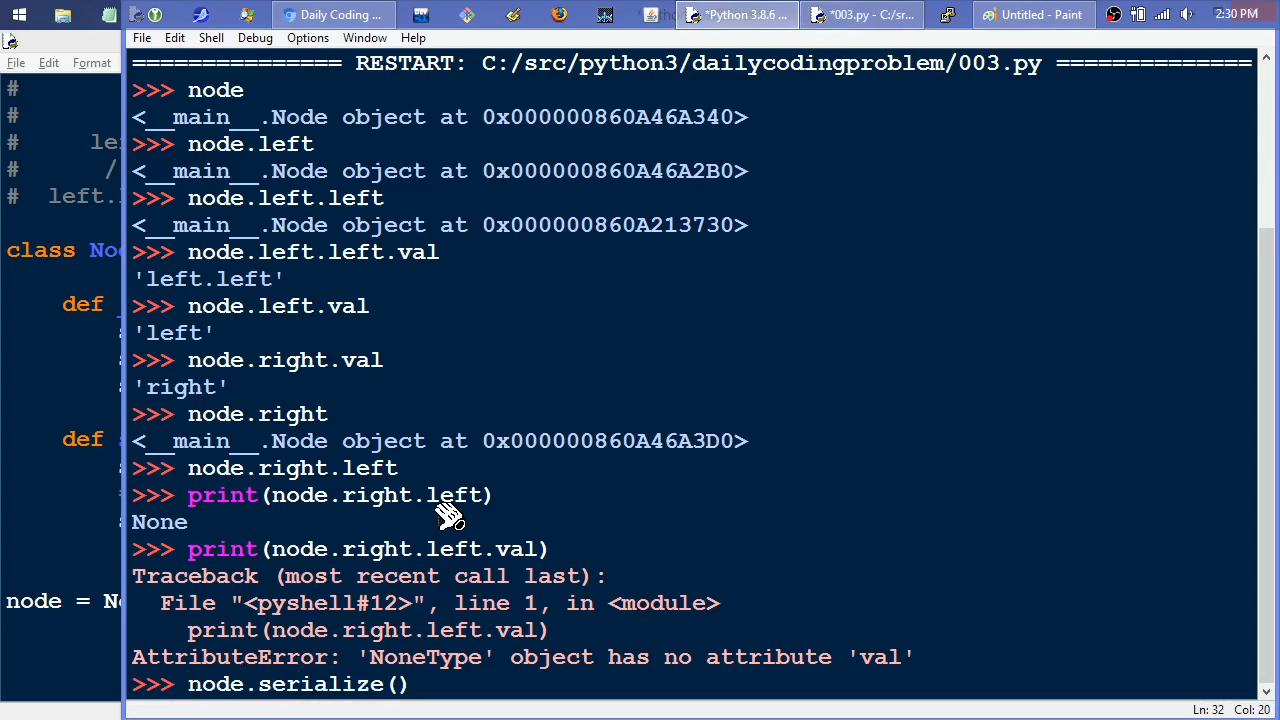 Daily Coding ...
*Python 3.8.6 ...
*003.py - C:/sr...
Untitled - Paint
2:30 PM
File Edit Format
File Edit Shell Debug Options Window Help
#
#
#
#
# left.
class No
def
def
node = No
=============== RESTART: C:/src/python3/dailycodingproblem/003.py ==============
>>> node
<__main__.Node object at 0x000000860A46A340>
>>> node.left
<__main__.Node object at 0x000000860A46A2B0>
>>> node.left.left
<__main__.Node object at 0x000000860A213730>
>>> node.left.left.val
'left.left'
>>> node.left.val
'left'
>>> node.right.val
'right'
>>> node.right
<__main__.Node object at 0x000000860A46A3D0>
>>> node.right.left
>>> print(node.right.left)
None
>>> print(node.right.left.val)
Traceback (most recent call last):
  File "<pyshell#12>", line 1, in <module>
    print(node.right.left.val)
AttributeError: 'NoneType' object has no attribute 'val'
>>> node.serialize()
Ln: 32 Col: 20